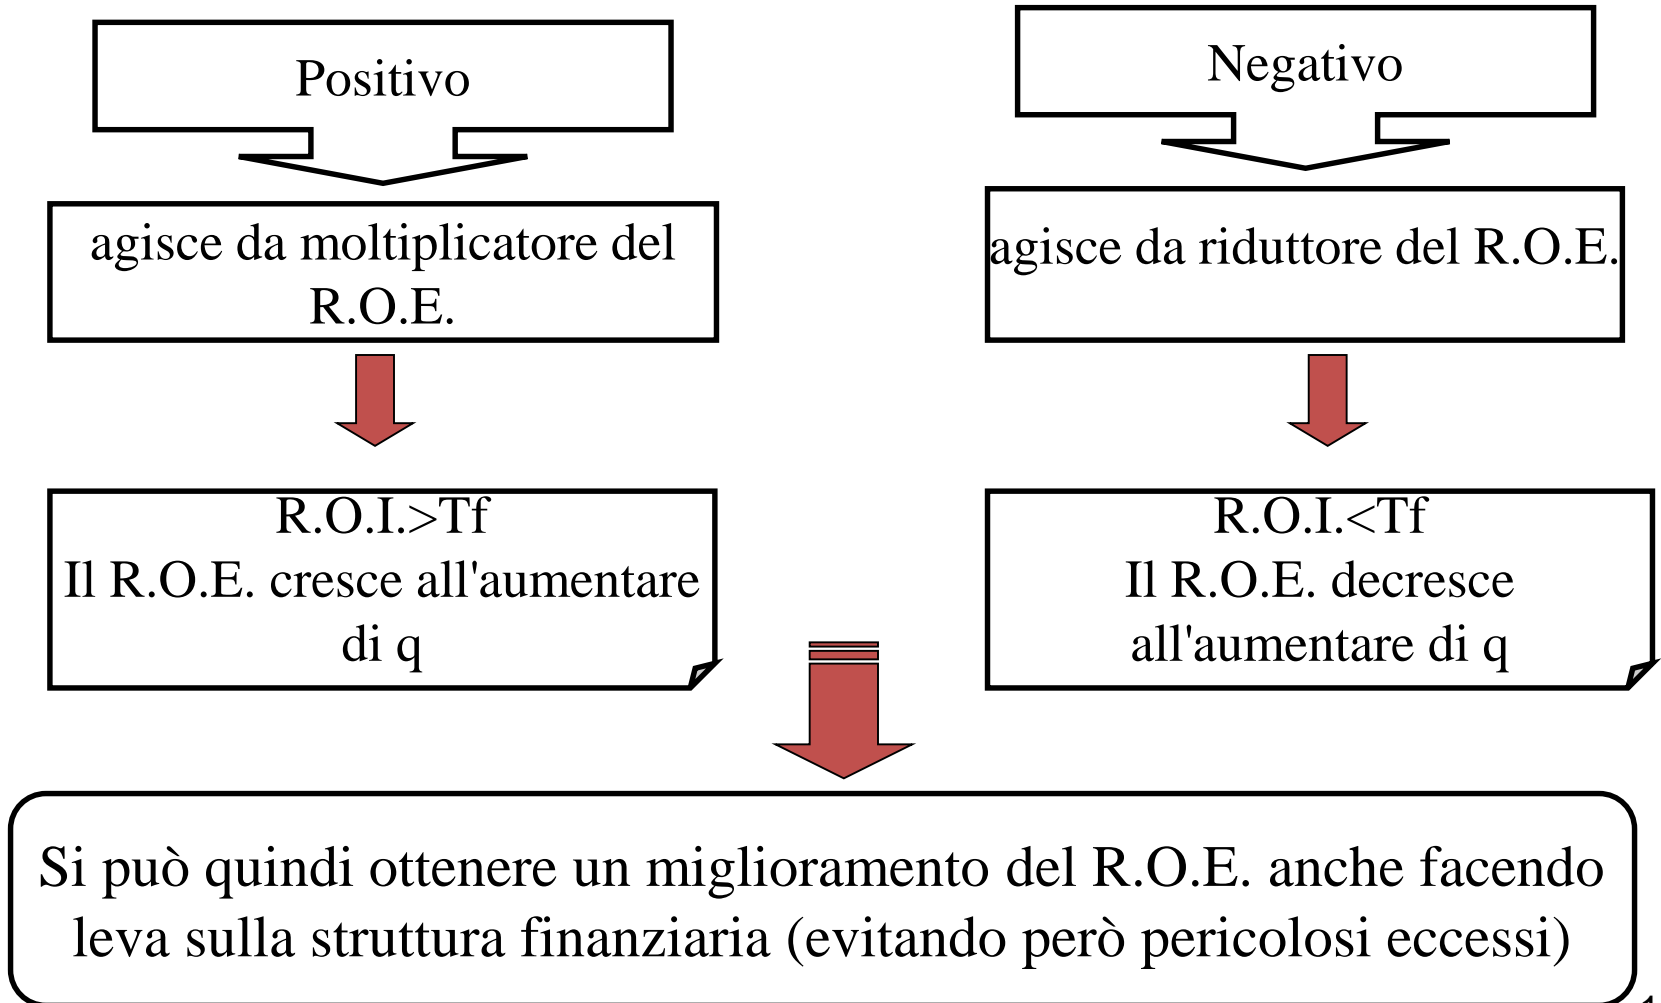 Positivo
agisce da moltiplicatore del
R.O.E.
R.O.I.>Tf
Il R.O.E. cresce all'aumentare
di q
Negativo
agisce da riduttore del R.O.E.
R.O.I.<Tf
Il R.O.E. decresce
all'aumentare di q
Si può quindi ottenere un miglioramento del R.O.E. anche facendo
leva sulla struttura finanziaria (evitando però pericolosi eccessi)